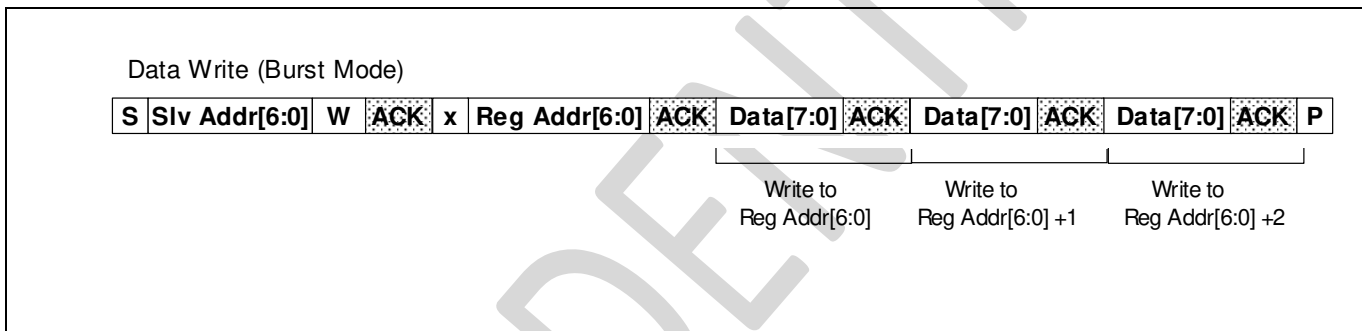 Data Write (Burst Mode)
S Slv Addr[6:0] W ACK x Reg Addr[6:0] ACK Data[7:0] ACK Data[7:0] ACK Data[7:0] ACK P
Write to Write to Write to
Reg Addr[6:0] Reg Addr[6:0] +1 Reg Addr[6:0] +2
DENT